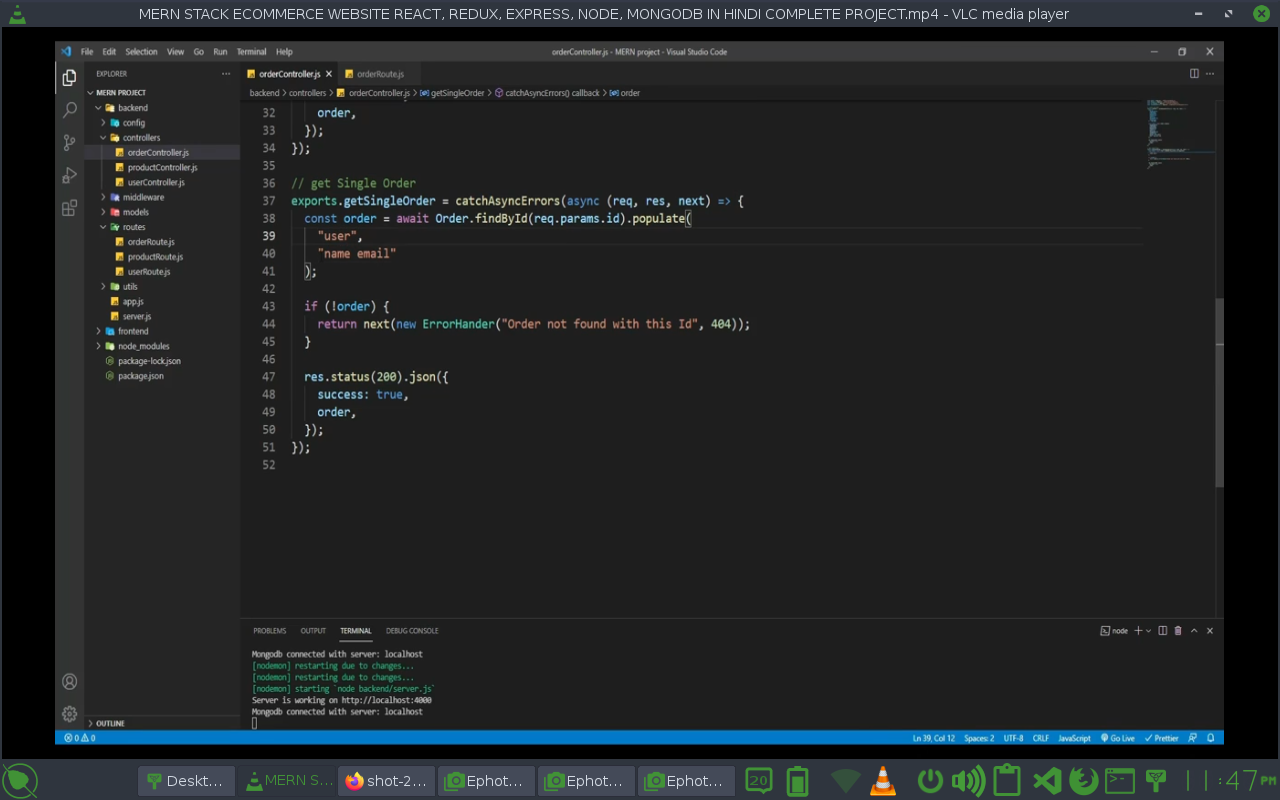 MERN STACK ECOMMERCE WEBSITE REACT, REDUX, EXPRESS, NODE, MONGODB IN HINDI COMPLETE PROJECT.mp4 - VLC media player
File Edit Selection View Go Run Terminal Help
orderController.js - MERN project - Visual Studio Code
EXPLORER
MERN PROJECT
backend
config
controllers
orderController.js
productController.js
userController.js
middleware
models
routes
orderRoute.js
productRoute.js
userRoute.js
utils
app.js
server.js
frontend
node_modules
package-lock.json
package.json
OUTLINE
orderController.js orderRoute.js
backend > controllers > orderController.js > getSingleOrder > catchAsyncErrors() callback > order
32 order,
33 });
34 });
35
36 // get Single Order
37 exports.getSingleOrder = catchAsyncErrors(async (req, res, next) => {
38 const order = await Order.findById(req.params.id).populate(
39 "user",
40 "name email"
41 );
42
43 if (!order) {
44 return next(new ErrorHander("Order not found with this Id", 404));
45 }
46
47 res.status(200).json({
48 success: true,
49 order,
50 });
51 });
52
PROBLEMS OUTPUT TERMINAL DEBUG CONSOLE
node
Mongodb connected with server: localhost
[nodemon] restarting due to changes...
[nodemon] restarting due to changes...
[nodemon] starting `node backend/server.js`
Server is working on http://localhost:4000
Mongodb connected with server: localhost
0 0
Ln 39, Col 12 Spaces: 2 UTF-8 CRLF JavaScript Go Live Prettier
Deskt... MERN S... shot-2... Ephot... Ephot... Ephot... 20
:47 PM